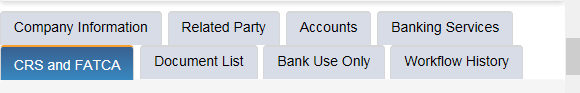 Company Information Related Party Accounts Banking Services
CRS and FATCA Document List Bank Use Only Workflow History